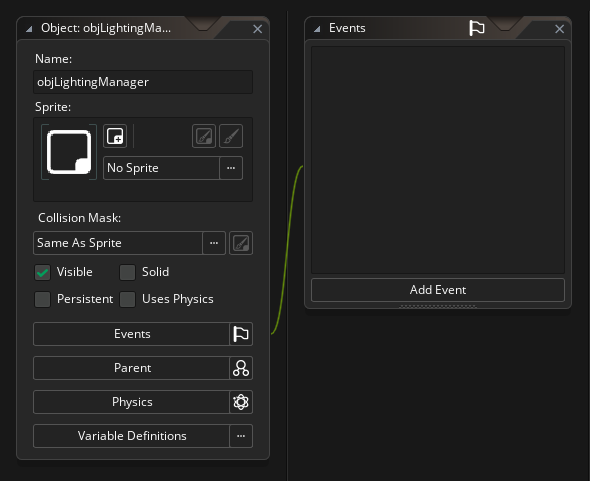 Object: objLightingMa...
Name:
objLightingManager
Sprite:
No Sprite
...
Collision Mask:
Same As Sprite
...
Visible
Solid
Persistent
Uses Physics
Events
Parent
Physics
Variable Definitions
...
Events
Add Event